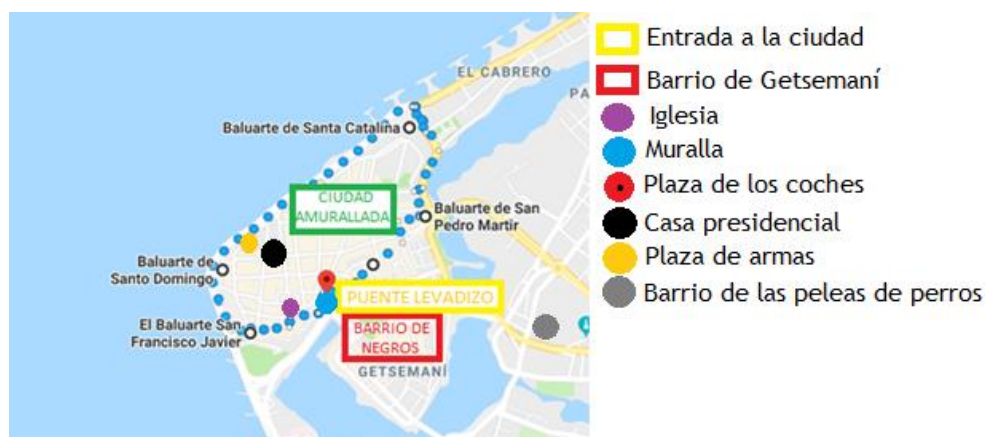 EL CABRERO
PA
Baluarte de Santa Catalina
CIUDAD
AMURALLADA
Baluarte de San
Pedro Martir
Baluarte de
Santo Domingo
PUENTE LEVADIZO
El Baluarte San
Francisco Javier
BARRIO DE
NEGROS
GETSEMANÍ
Entrada a la ciudad
Barrio de Getsemaní
Iglesia
Muralla
Plaza de los coches
Casa presidencial
Plaza de armas
Barrio de las peleas de perros